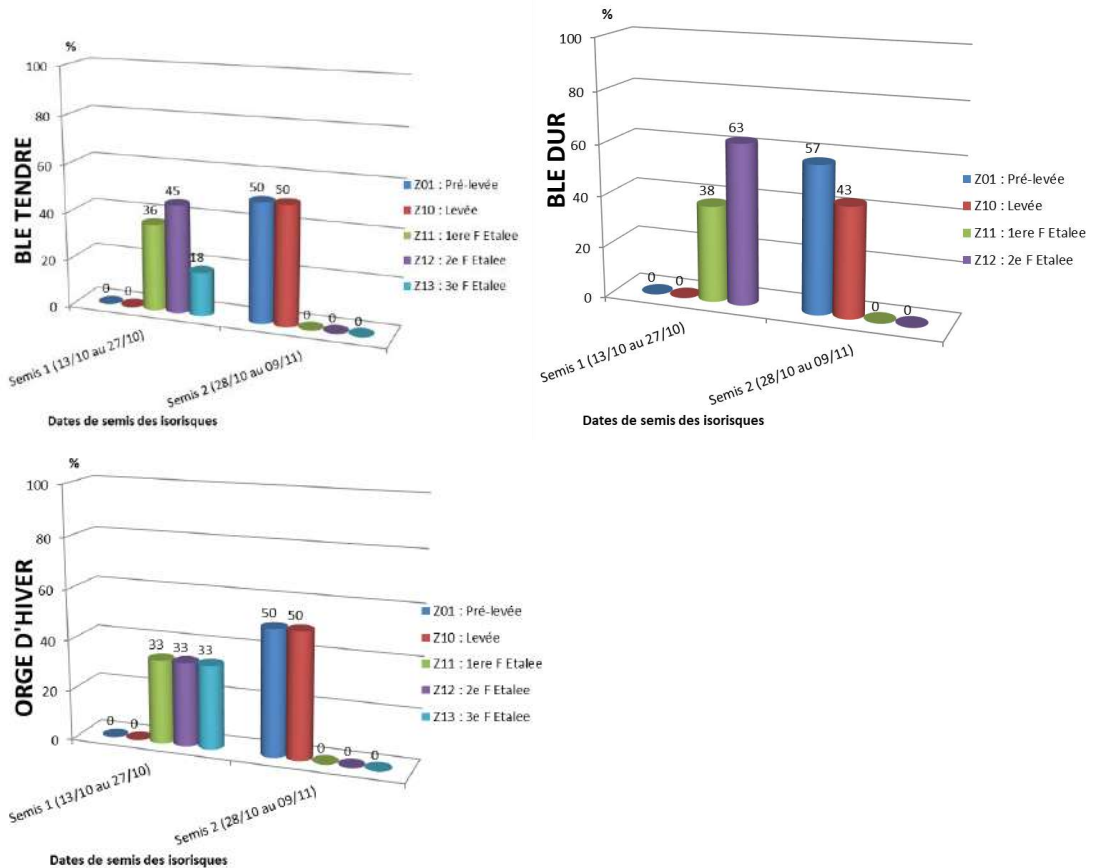 %
BLE TENDRE
100
80
60
40
20
0
0
0
36
45
18
50
50
0
0
0
Semis 1 (13/10 au 27/10)
Semis 2 (28/10 au 09/11)
Dates de semis des isorisques
Z01 : Pré-levée
Z10 : Levée
Z11 : 1ere F Etalee
Z12 : 2e F Etalee
Z13 : 3e F Etalee
%
BLE DUR
100
80
60
40
20
0
0
0
38
63
57
43
0
0
Semis 1 (13/10 au 27/10)
Semis 2 (28/10 au 09/11)
Dates de semis des isorisques
Z01 : Pré-levée
Z10 : Levée
Z11 : 1ere F Etalee
Z12 : 2e F Etalee
%
ORGE D'HIVER
100
80
60
40
20
0
0
0
33
33
33
50
50
0
0
0
Semis 1 (13/10 au 27/10)
Semis 2 (28/10 au 09/11)
Dates de semis des isorisques
Z01 : Pré-levée
Z10 : Levée
Z11 : 1ere F Etalee
Z12 : 2e F Etalee
Z13 : 3e F Etalee